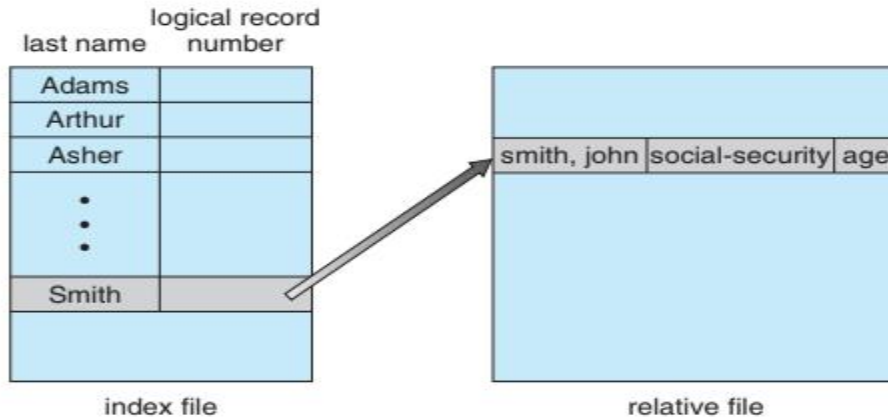 last name
logical record
number
Adams
Arthur
Asher
Smith
index file
smith, john social-security age
relative file